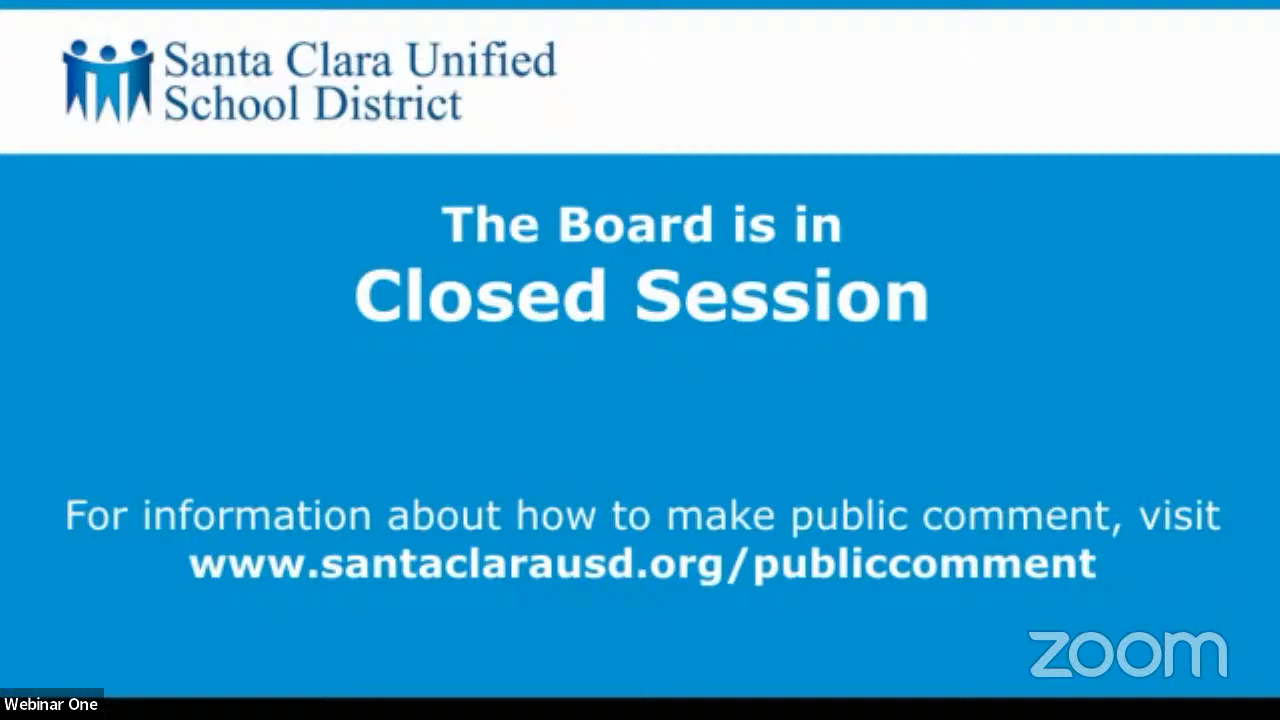 Santa Clara Unified
School District
The Board is in
Closed Session
For information about how to make public comment, visit
www.santaclarausd.org/publiccomment
zoom
Webinar One